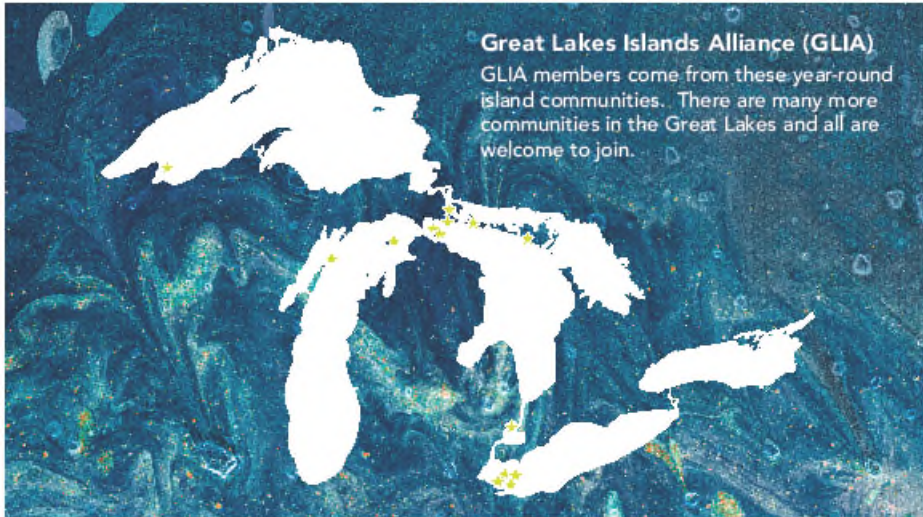 Great Lakes Islands Alliance (GLIA)
GLIA members come from these year-round
island communities. There are many more
communities in the Great Lakes and all are
welcome to join.